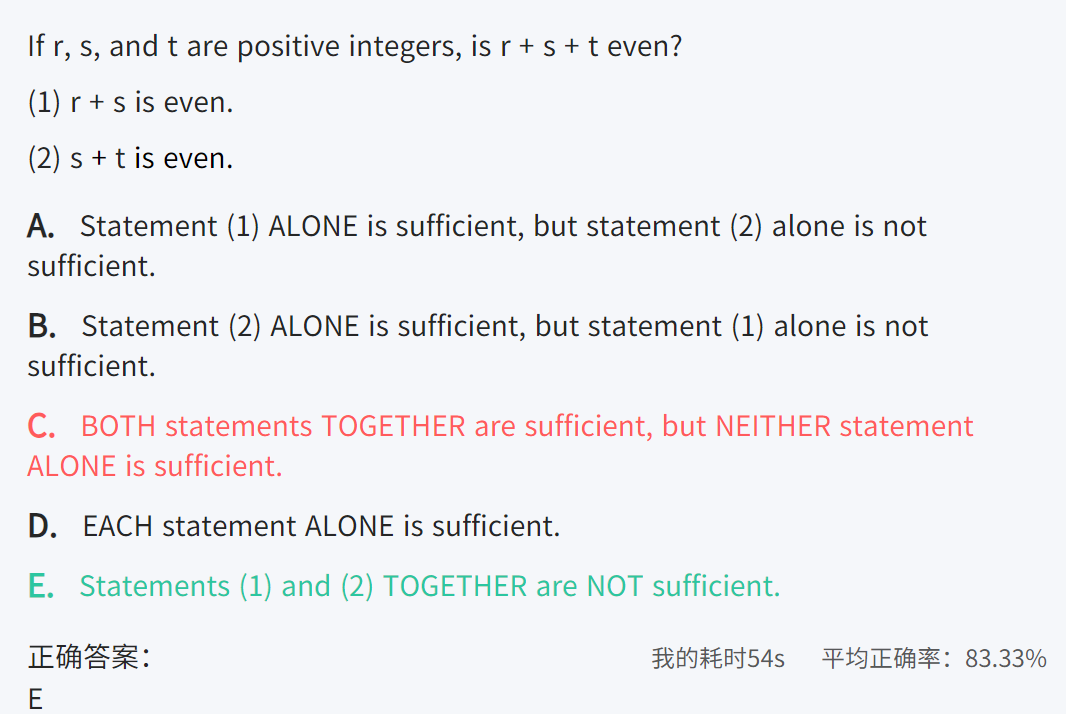 If r, s, and t are positive integers, is r + s + t even?
(1) r + s is even.
(2) s + t is even.
A. Statement (1) ALONE is sufficient, but statement (2) alone is not
sufficient.
B. Statement (2) ALONE is sufficient, but statement (1) alone is not
sufficient.
C. BOTH statements TOGETHER are sufficient, but NEITHER statement
ALONE is sufficient.
D. EACH statement ALONE is sufficient.
E. Statements (1) and (2) TOGETHER are NOT sufficient.
正确答案： 我的耗时54s 平均正确率：83.33%
E